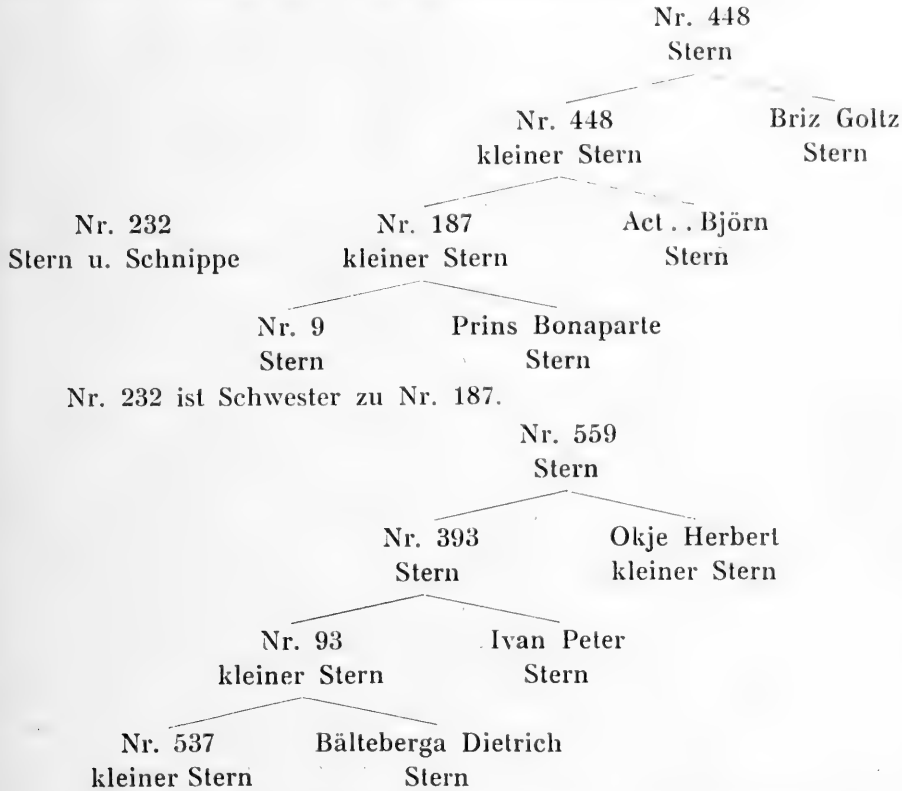 Nr. 448
Stern
Nr. 448 Briz Goltz
kleiner Stern Stern
Nr. 232 Nr. 187 Act . . Björn
Stern u. Schnippe kleiner Stern Stern
Nr. 9 Prins Bonaparte
Stern Stern
Nr. 232 ist Schwester zu Nr. 187.
Nr. 559
Stern
Nr. 393 Okje Herbert
Stern kleiner Stern
Nr. 93 Ivan Peter
kleiner Stern Stern
Nr. 537 Bälteberga Dietrich
kleiner Stern Stern